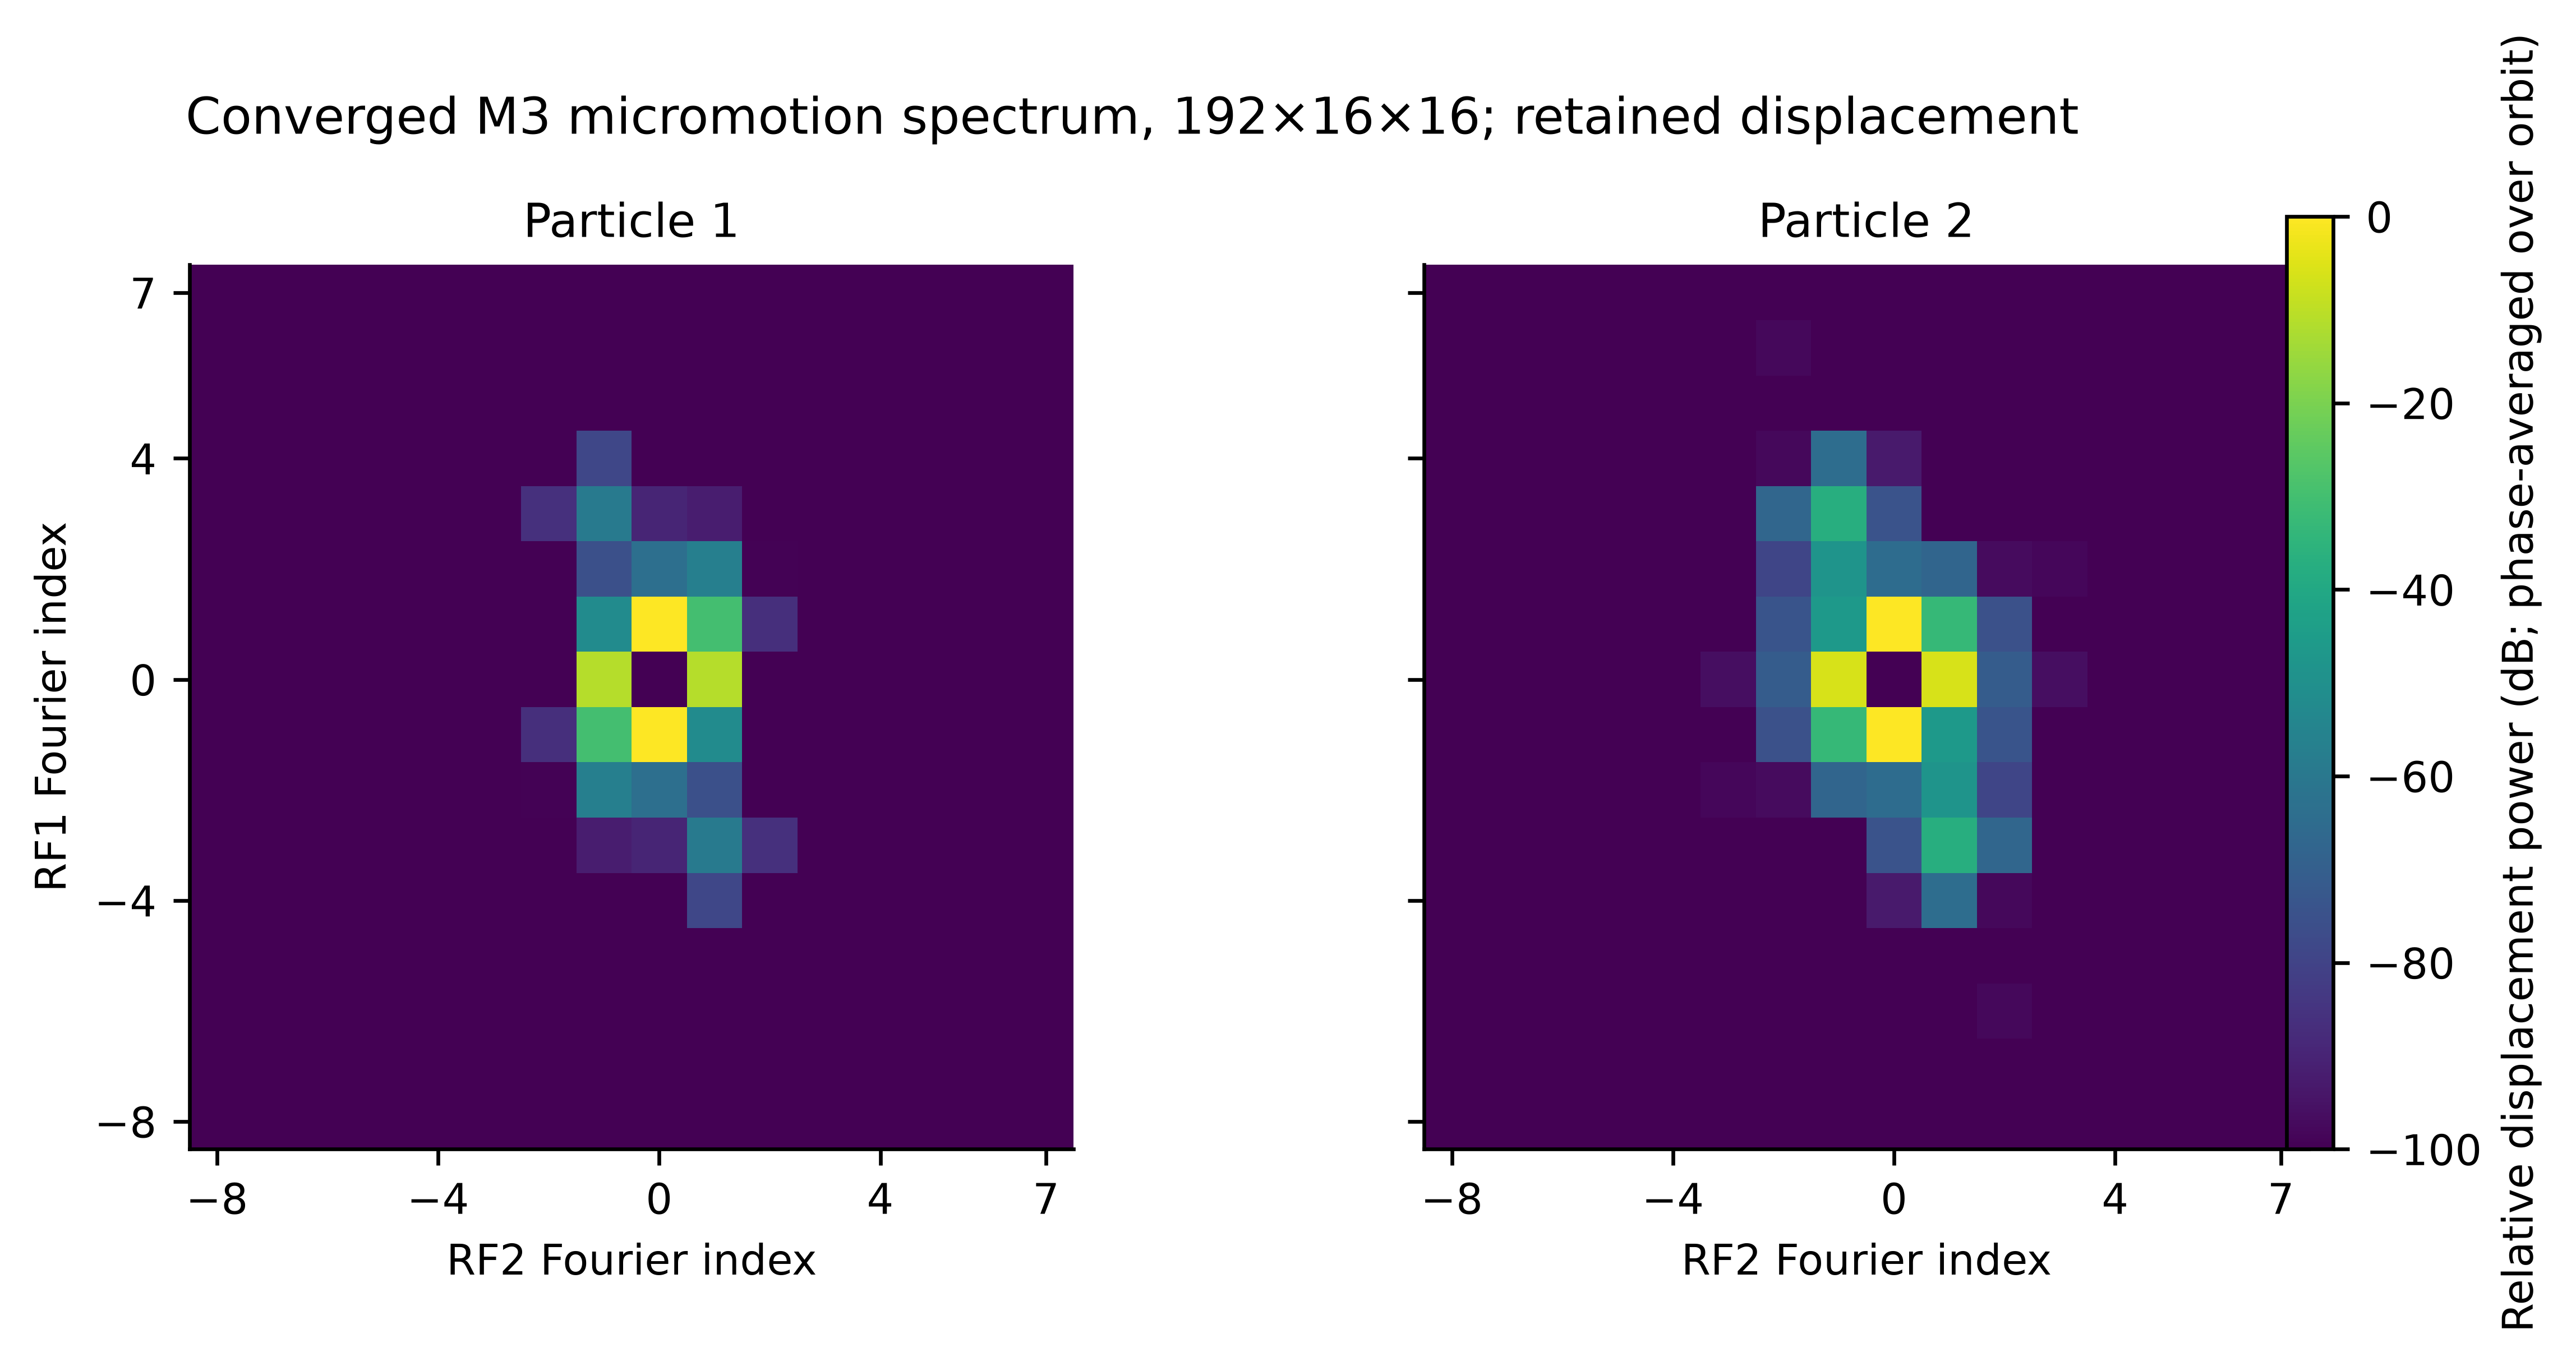 Converged M3 micromotion spectrum, 192×16×16; retained displacement
Particle 1
7
4
0
−4
−8
RF1 Fourier index
−8 −4 0 4 7
RF2 Fourier index
Particle 2
−8 −4 0 4 7
RF2 Fourier index
0
−20
−40
−60
−80
−100
Relative displacement power (dB; phase-averaged over orbit)